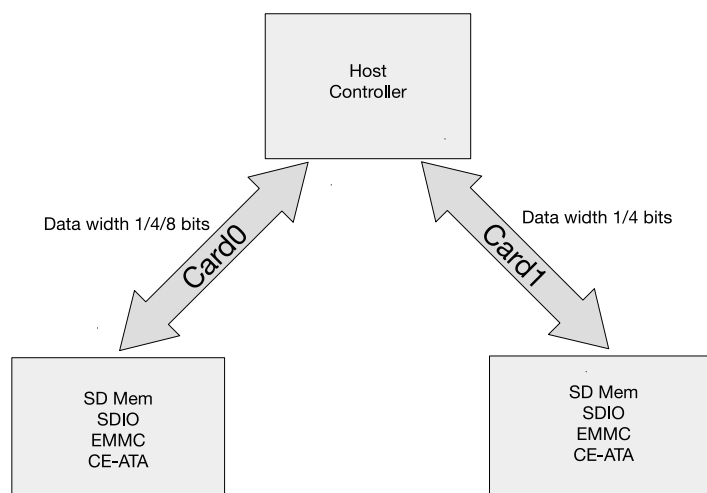 Host
Controller
Data width 1/4/8 bits
Card0
Card1
Data width 1/4 bits
SD Mem
SDIO
EMMC
CE-ATA
SD Mem
SDIO
EMMC
CE-ATA